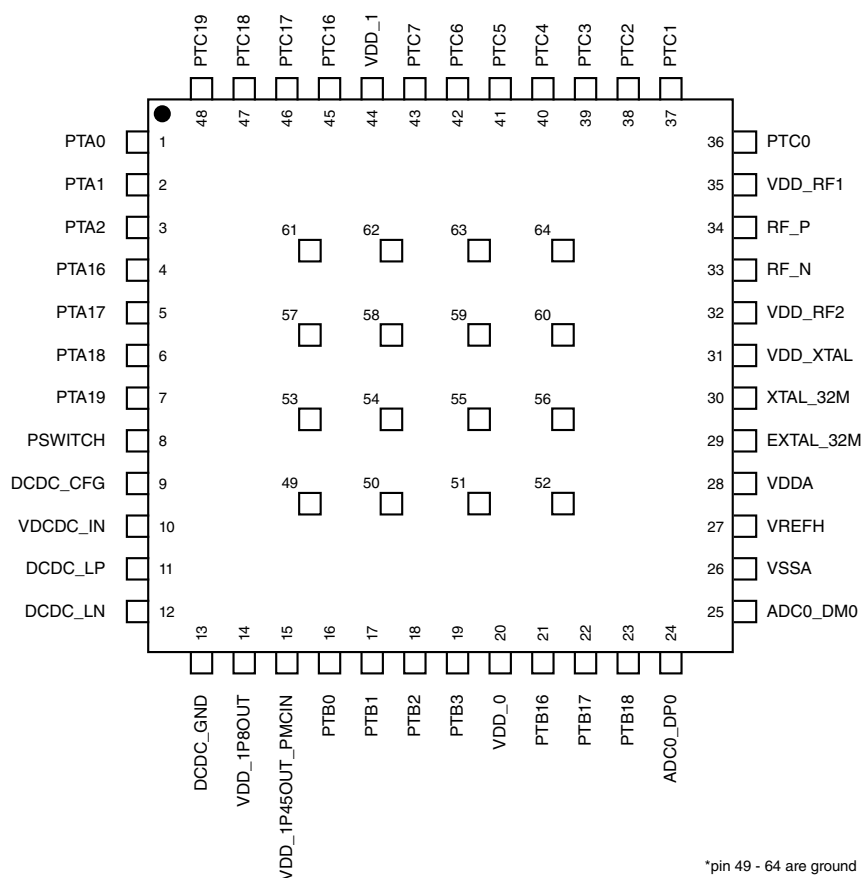 PTC19 PTC18 PTC17 PTC16 VDD_1 PTC7 PTC6 PTC5 PTC4 PTC3 PTC2 PTC1
48 47 46 45 44 43 42 41 40 39 38 37
PTA0 1 36 PTC0
PTA1 2 35 VDD_RF1
PTA2 3 61 62 63 64 34 RF_P
PTA16 4 33 RF_N
PTA17 5 57 58 59 60 32 VDD_RF2
PTA18 6 31 VDD_XTAL
PTA19 7 53 54 55 56 30 XTAL_32M
PSWITCH 8 29 EXTAL_32M
DCDC_CFG 9 49 50 51 52 28 VDDA
VDCDC_IN 10 27 VREFH
DCDC_LP 11 26 VSSA
DCDC_LN 12 25 ADC0_DM0
13 14 15 16 17 18 19 20 21 22 23 24
DCDC_GND VDD_1P8OUT VDD_1P45OUT_PMCIN PTB0 PTB1 PTB2 PTB3 VDD_0 PTB16 PTB17 PTB18 ADC0_DP0
*pin 49 - 64 are ground